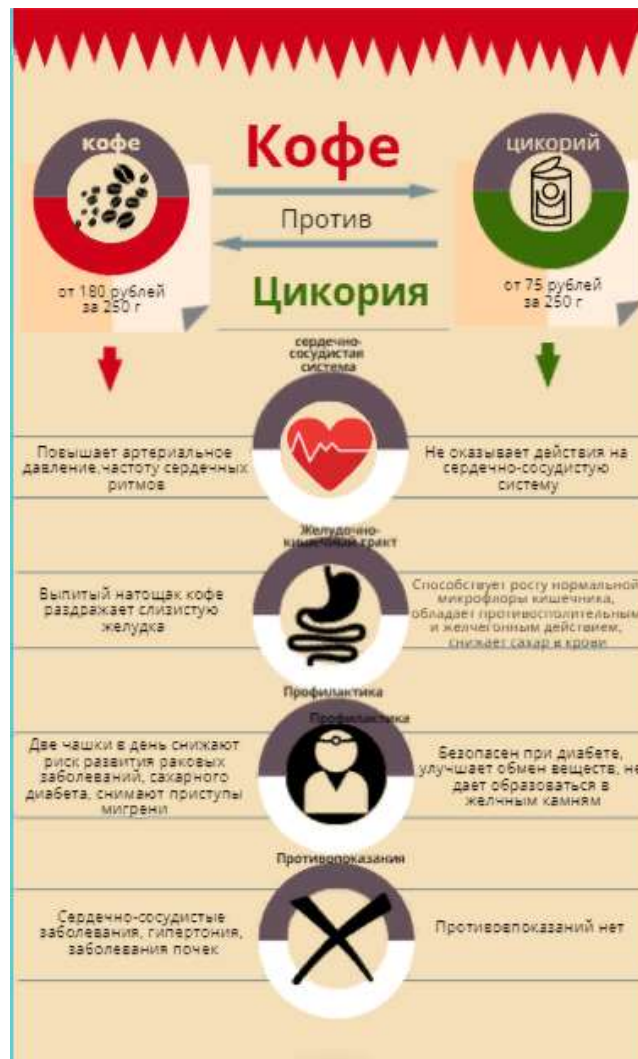 кофе
Кофе
Против
Цикория
цикорий
от 180 рублей
за 250 г
от 75 рублей
за 250 г
сердечно-
сосудистая
система
Повышает артериальное
давление,частоту сердечных
ритмов
Не оказывает действия на
сердечно-сосудистую
систему
Желудочно-
кишечный тракт
Выпитый натощак кофе
раздражает слизистую
желудка
Способствует росту нормальной
микрофлоры кишечника,
обладает противосполительным
и желчегонным действием,
снижает сахар в крови
Профилактика
Профилактика
Две чашки в день снижают
риск развития раковых
заболеваний, сахарного
диабета, снимают приступы
мигрени
Безопасен при диабете,
улучшает обмен веществ, не
дает образоваться в
желчным камням
Противопоказания
Сердечно-сосудистые
заболевания, гипертония,
заболевания почек
Противовпоказаний нет